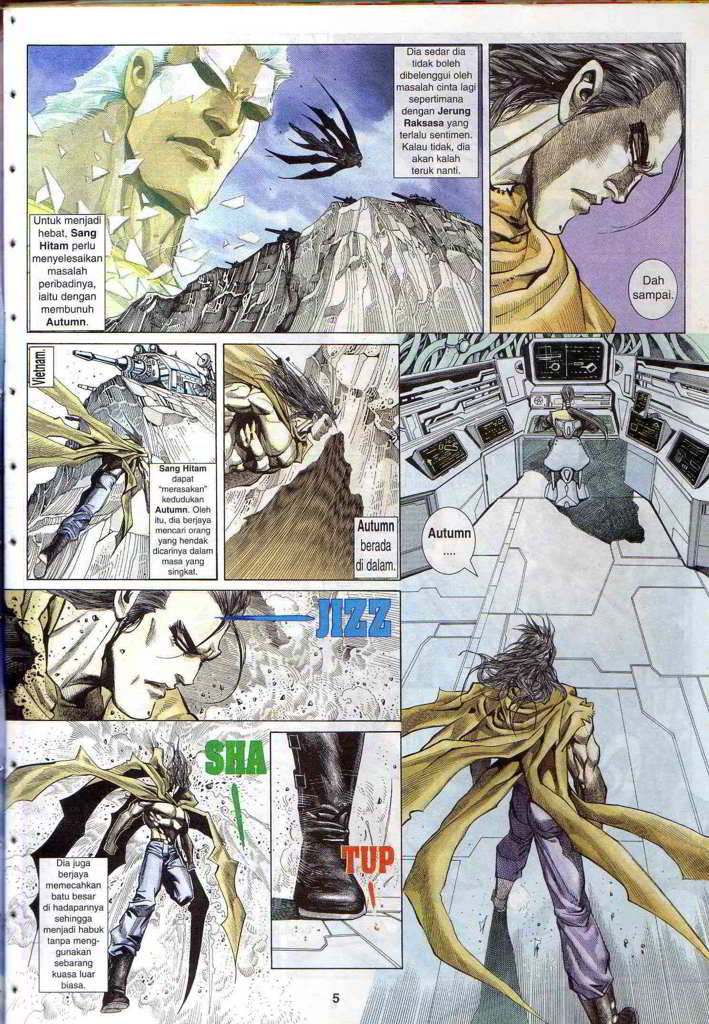 Dia sedar dia
tidak boleh
dibelenggui oleh
masalah cinta lagi
sepertimana
dengan Jerung
Raksasa yang
terlalu sentimen.
Kalau tidak, dia
akan kalah
teruk nanti.
Untuk menjadi
hebat, Sang
Hitam perlu
menyelesaikan
masalah
peribadinya,
iaitu dengan
membunuh
Autumn.
Dah
sampai.
Vietnam.
Sang Hitam
dapat
"merasakan"
kedudukan
Autumn. Oleh
itu, dia berjaya
mencari orang
yang hendak
dicarinya dalam
masa yang
singkat.
Autumn
berada
di dalam.
Autumn
....
JIZZ
SHA
TUP
Dia juga
berjaya
memecahkan
batu besar
di hadapannya
sehingga
menjadi habuk
tanpa meng-
gunakan
sebarang
kuasa luar
biasa.
5